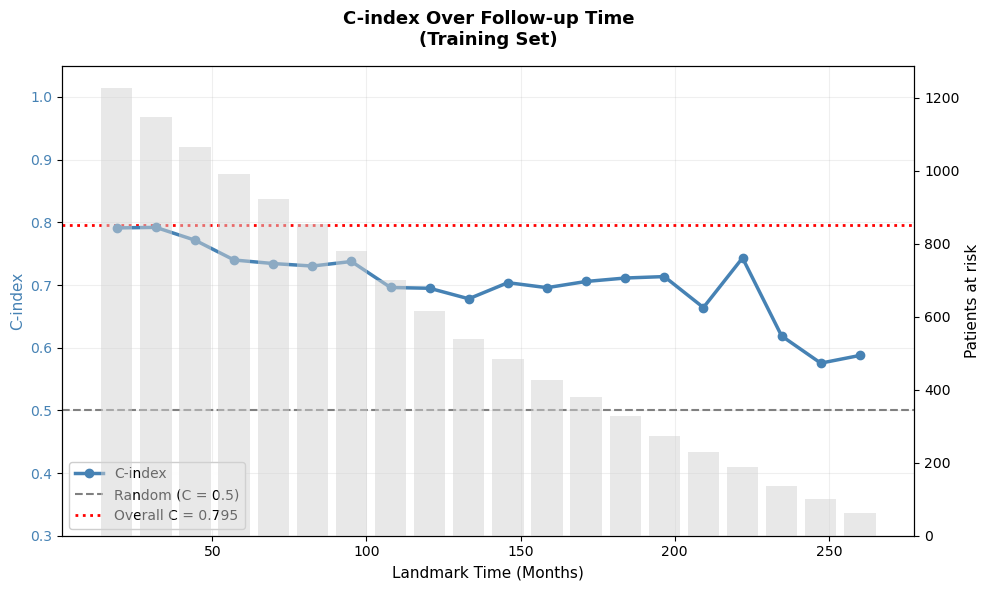 C-index Over Follow-up Time
(Training Set)
1.0
0.9
0.8
0.7
0.6
0.5
0.4
0.3
C-index
1200
1000
800
600
400
200
0
Patients at risk
C-index
Random (C = 0.5)
Overall C = 0.795
50
100
150
200
250
Landmark Time (Months)